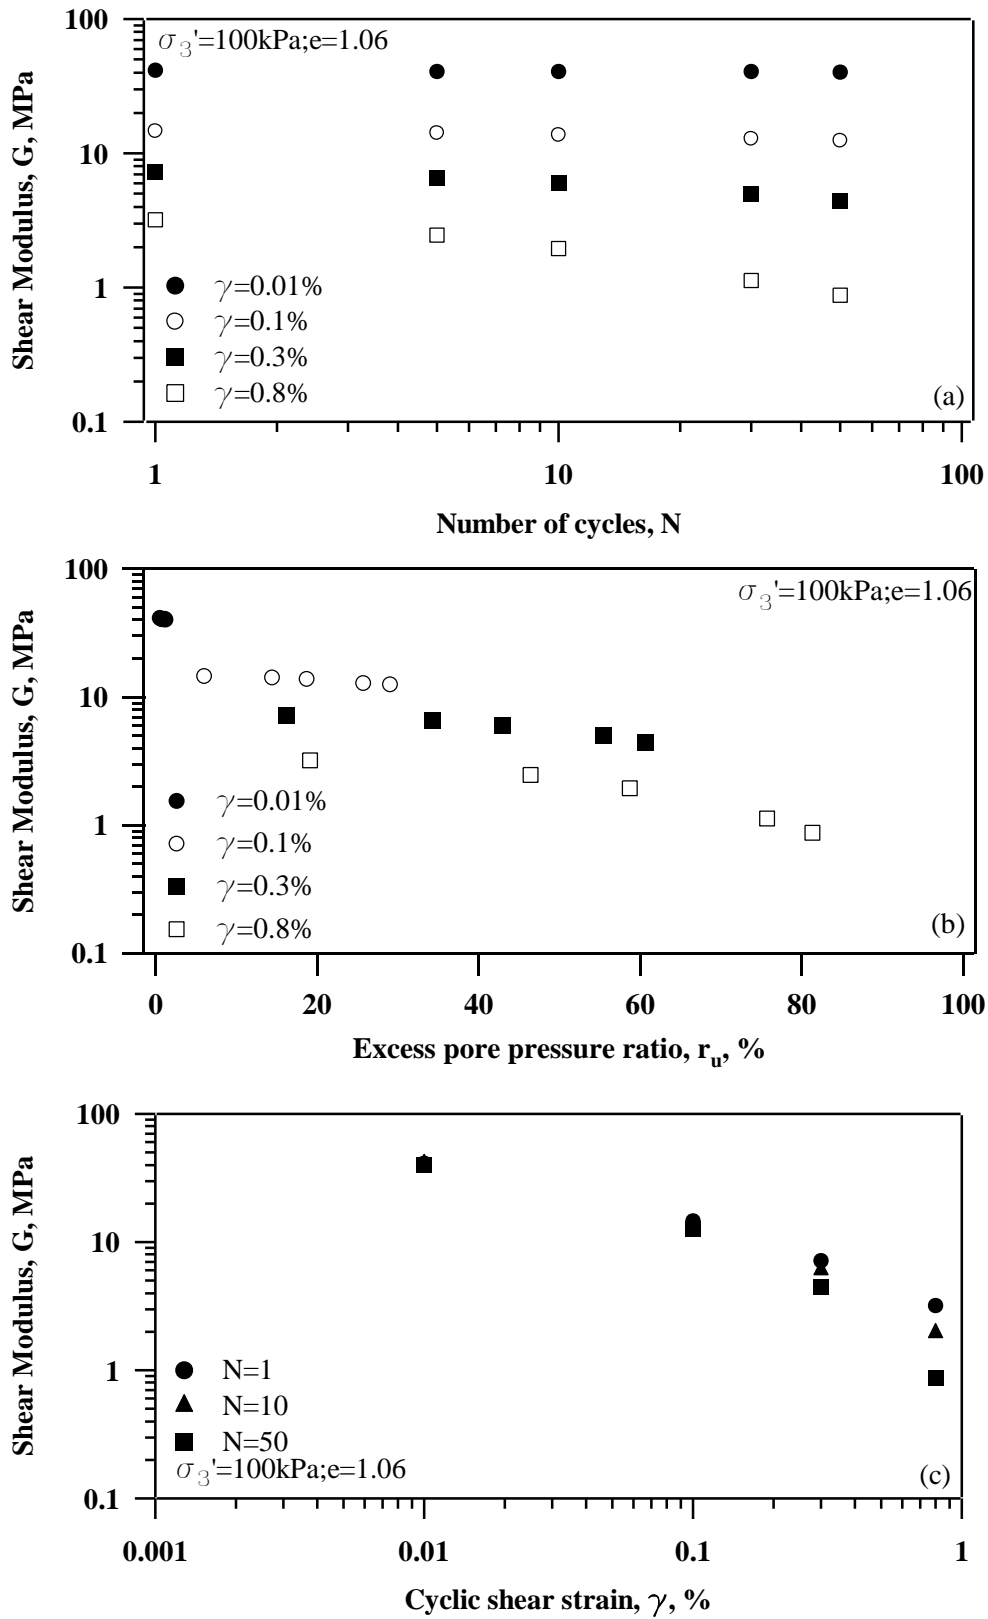 100
σ₃'=100kPa;e=1.06
10
1
γ=0.01%
γ=0.1%
γ=0.3%
γ=0.8%
0.1
(a)
Shear Modulus, G, MPa
1 10 100
Number of cycles, N
100
σ₃'=100kPa;e=1.06
10
1
γ=0.01%
γ=0.1%
γ=0.3%
γ=0.8%
0.1
(b)
Shear Modulus, G, MPa
0 20 40 60 80 100
Excess pore pressure ratio, rᵤ, %
100
10
1
N=1
N=10
N=50
σ₃'=100kPa;e=1.06
0.1
(c)
Shear Modulus, G, MPa
0.001 0.01 0.1 1
Cyclic shear strain, γ, %